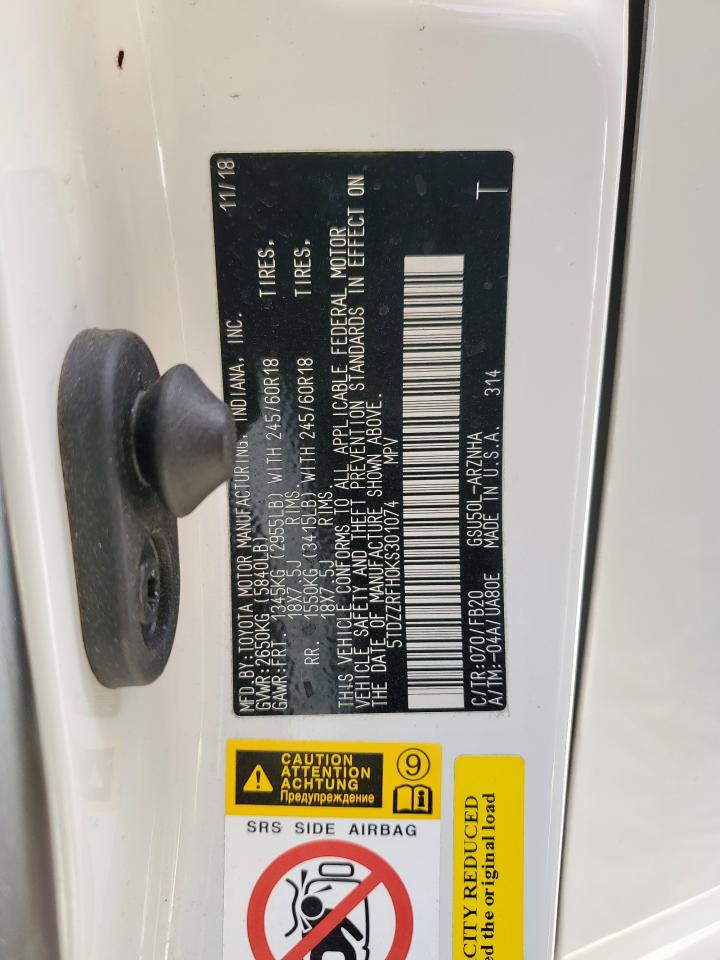 MFD.BY:TOYOTA MOTOR MANUFACTURING, INDIANA, INC. 11/18
GVWR:2650KG(5840LB)
GAWR:FRT. 1345KG(2955LB) WITH 245/60R18 TIRES,
18X7.5J RIMS.
RR. 1550KG(3415LB) WITH 245/60R18 TIRES,
18X7.5J RIMS.
THIS VEHICLE CONFORMS TO ALL APPLICABLE FEDERAL MOTOR
VEHICLE SAFETY AND THEFT PREVENTION STANDARDS IN EFFECT ON
THE DATE OF MANUFACTURE SHOWN ABOVE.
5TDZZRFH0KS301074 MPV
C/TR:070/FB20 GSU50L-ARZNHA T
A/TM:-04A/UA80E MADE IN U.S.A. 314
CAUTION
ATTENTION
ACHTUNG
Предупреждение
9
i
SRS SIDE AIRBAG
CITY REDUCED
ed the original load